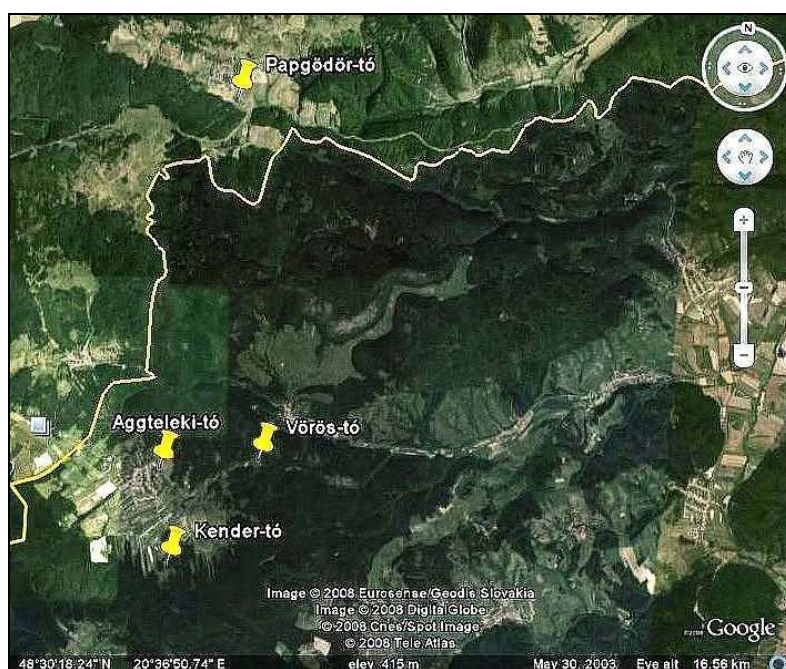 N
Papgödör-tó
Aggteleki-tó
Vörös-tó
Kender-tó
Image © 2008 Eurosense/Geodis Slovakia
Image © 2008 DigitalGlobe
© 2008 Cnes/Spot Image
© 2008 Tele Atlas
©2007 Google
48°30'18.24" N 20°36'50.74" E elev 415 m May 30, 2003 Eye alt 16.56 km